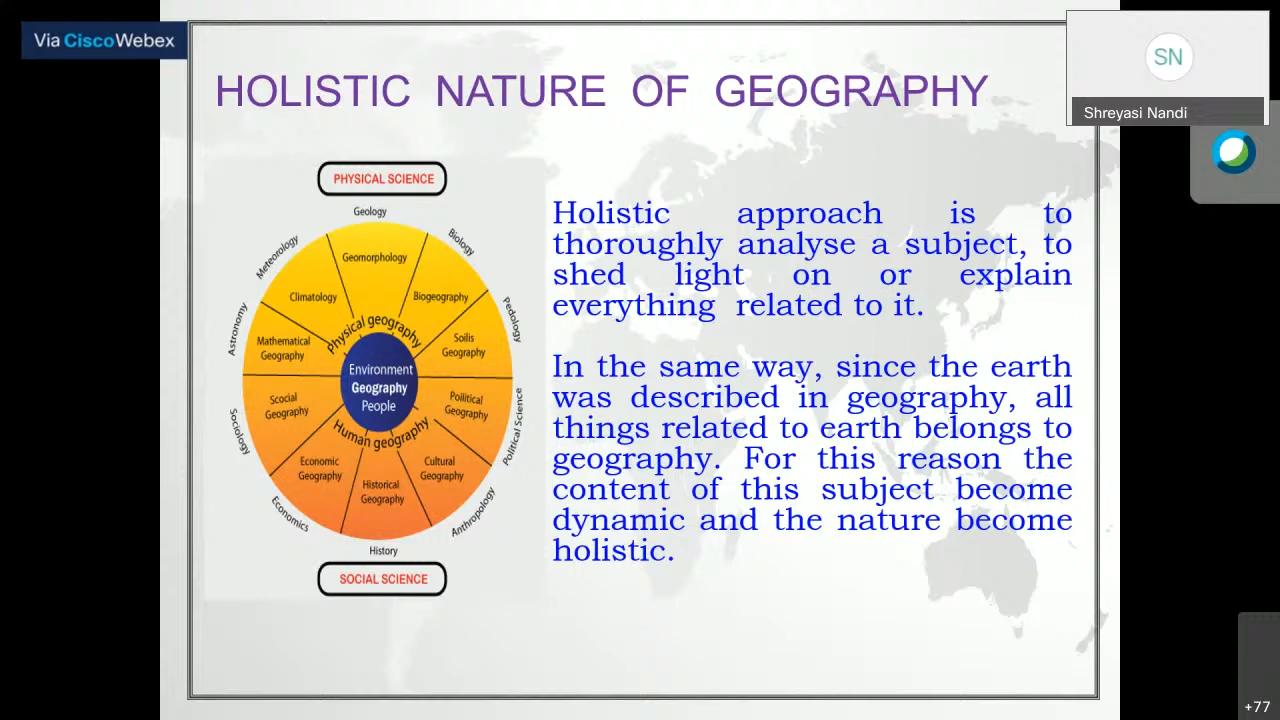 Via CiscoWebex
SN
Shreyasi Nandi
HOLISTIC NATURE OF GEOGRAPHY
PHYSICAL SCIENCE
Geology
Meteorology
Biology
Astronomy
Pedology
Geomorphology
Climatology
Biogeography
Mathematical
Geography
Soilis
Geography
Physical geography
Environment
Geography
People
Human geography
Scocial
Geography
Poliitical
Geography
Economic
Geography
Historical
Geography
Cultural
Geography
Sociology
Political Science
Economics
Anthropology
History
SOCIAL SCIENCE
Holistic approach is to
thoroughly analyse a subject, to
shed light on or explain
everything related to it.
In the same way, since the earth
was described in geography, all
things related to earth belongs to
geography. For this reason the
content of this subject become
dynamic and the nature become
holistic.
+77